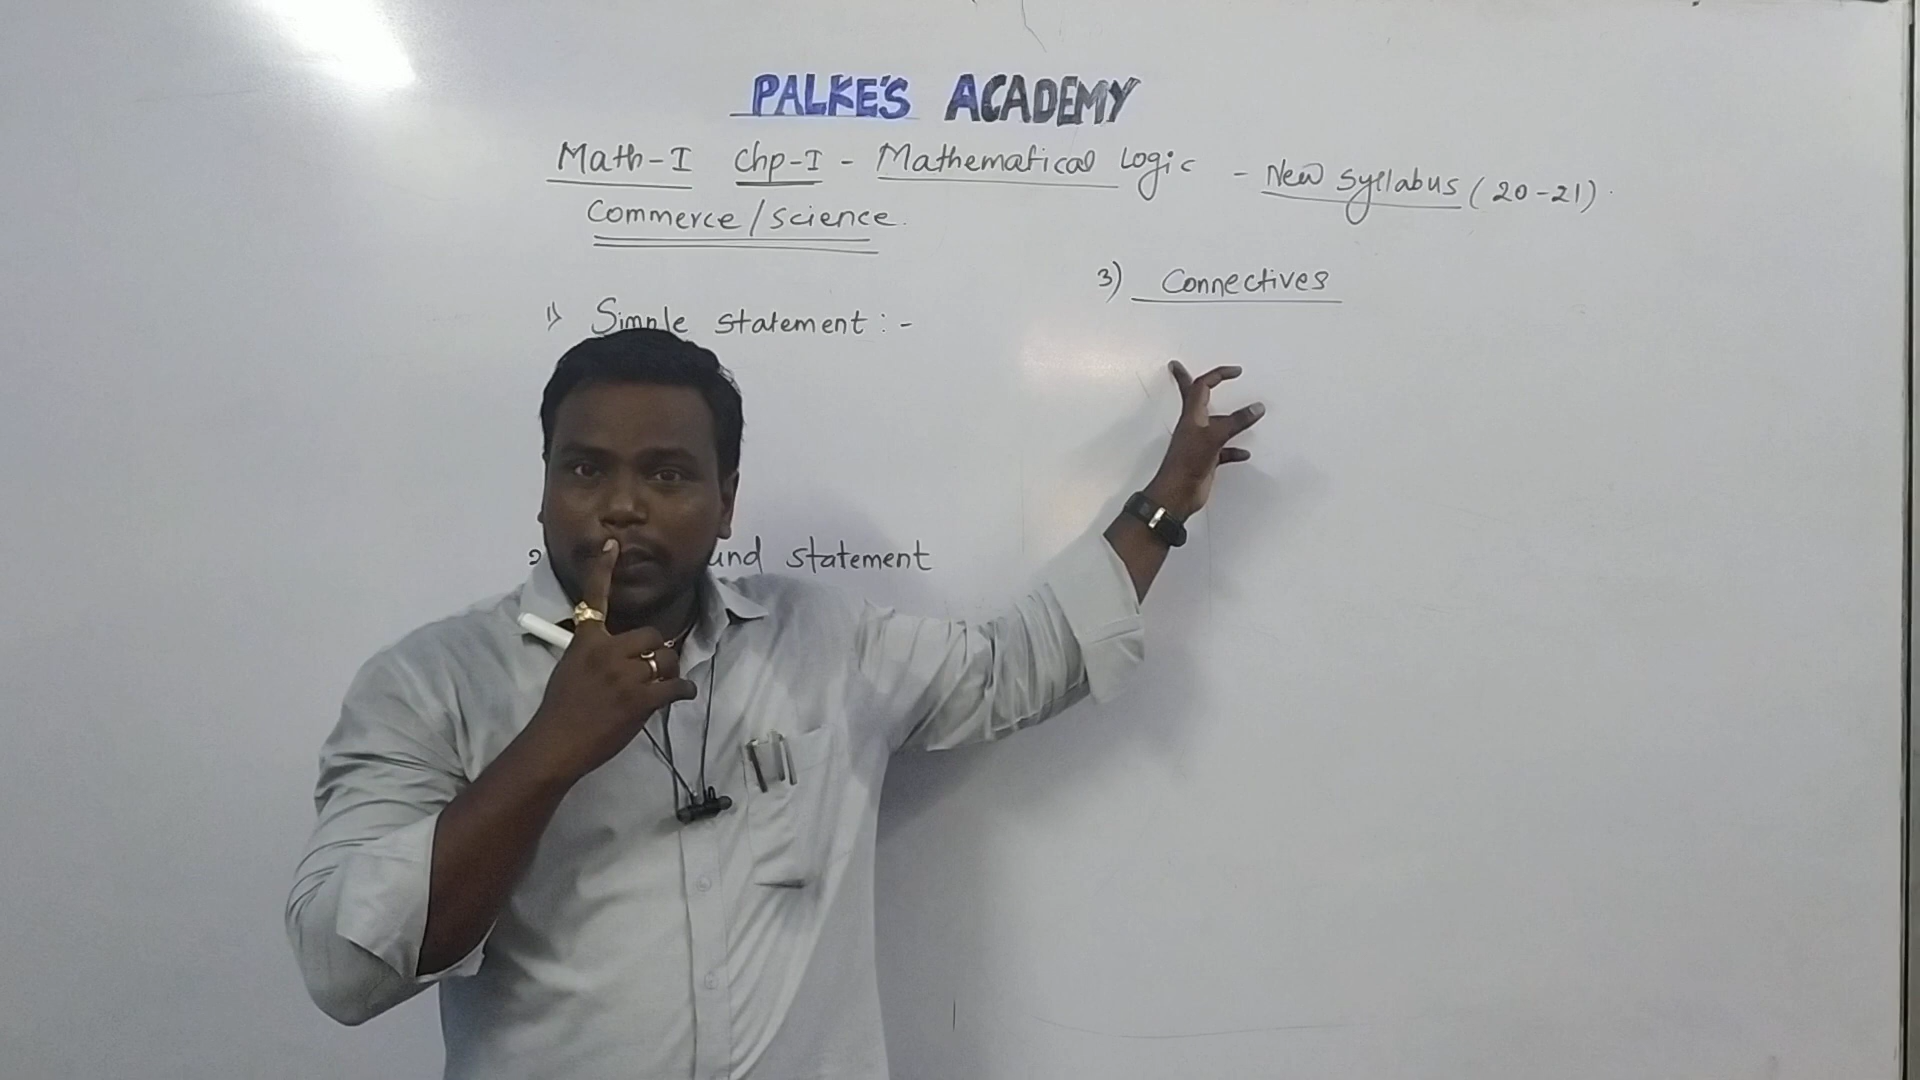 PALKE'S ACADEMY
Math-I Chp-I - Mathematical Logic - New Syllabus (20-21)
Commerce/science.
1) Simple statement :-
2) und statement
3) Connectives